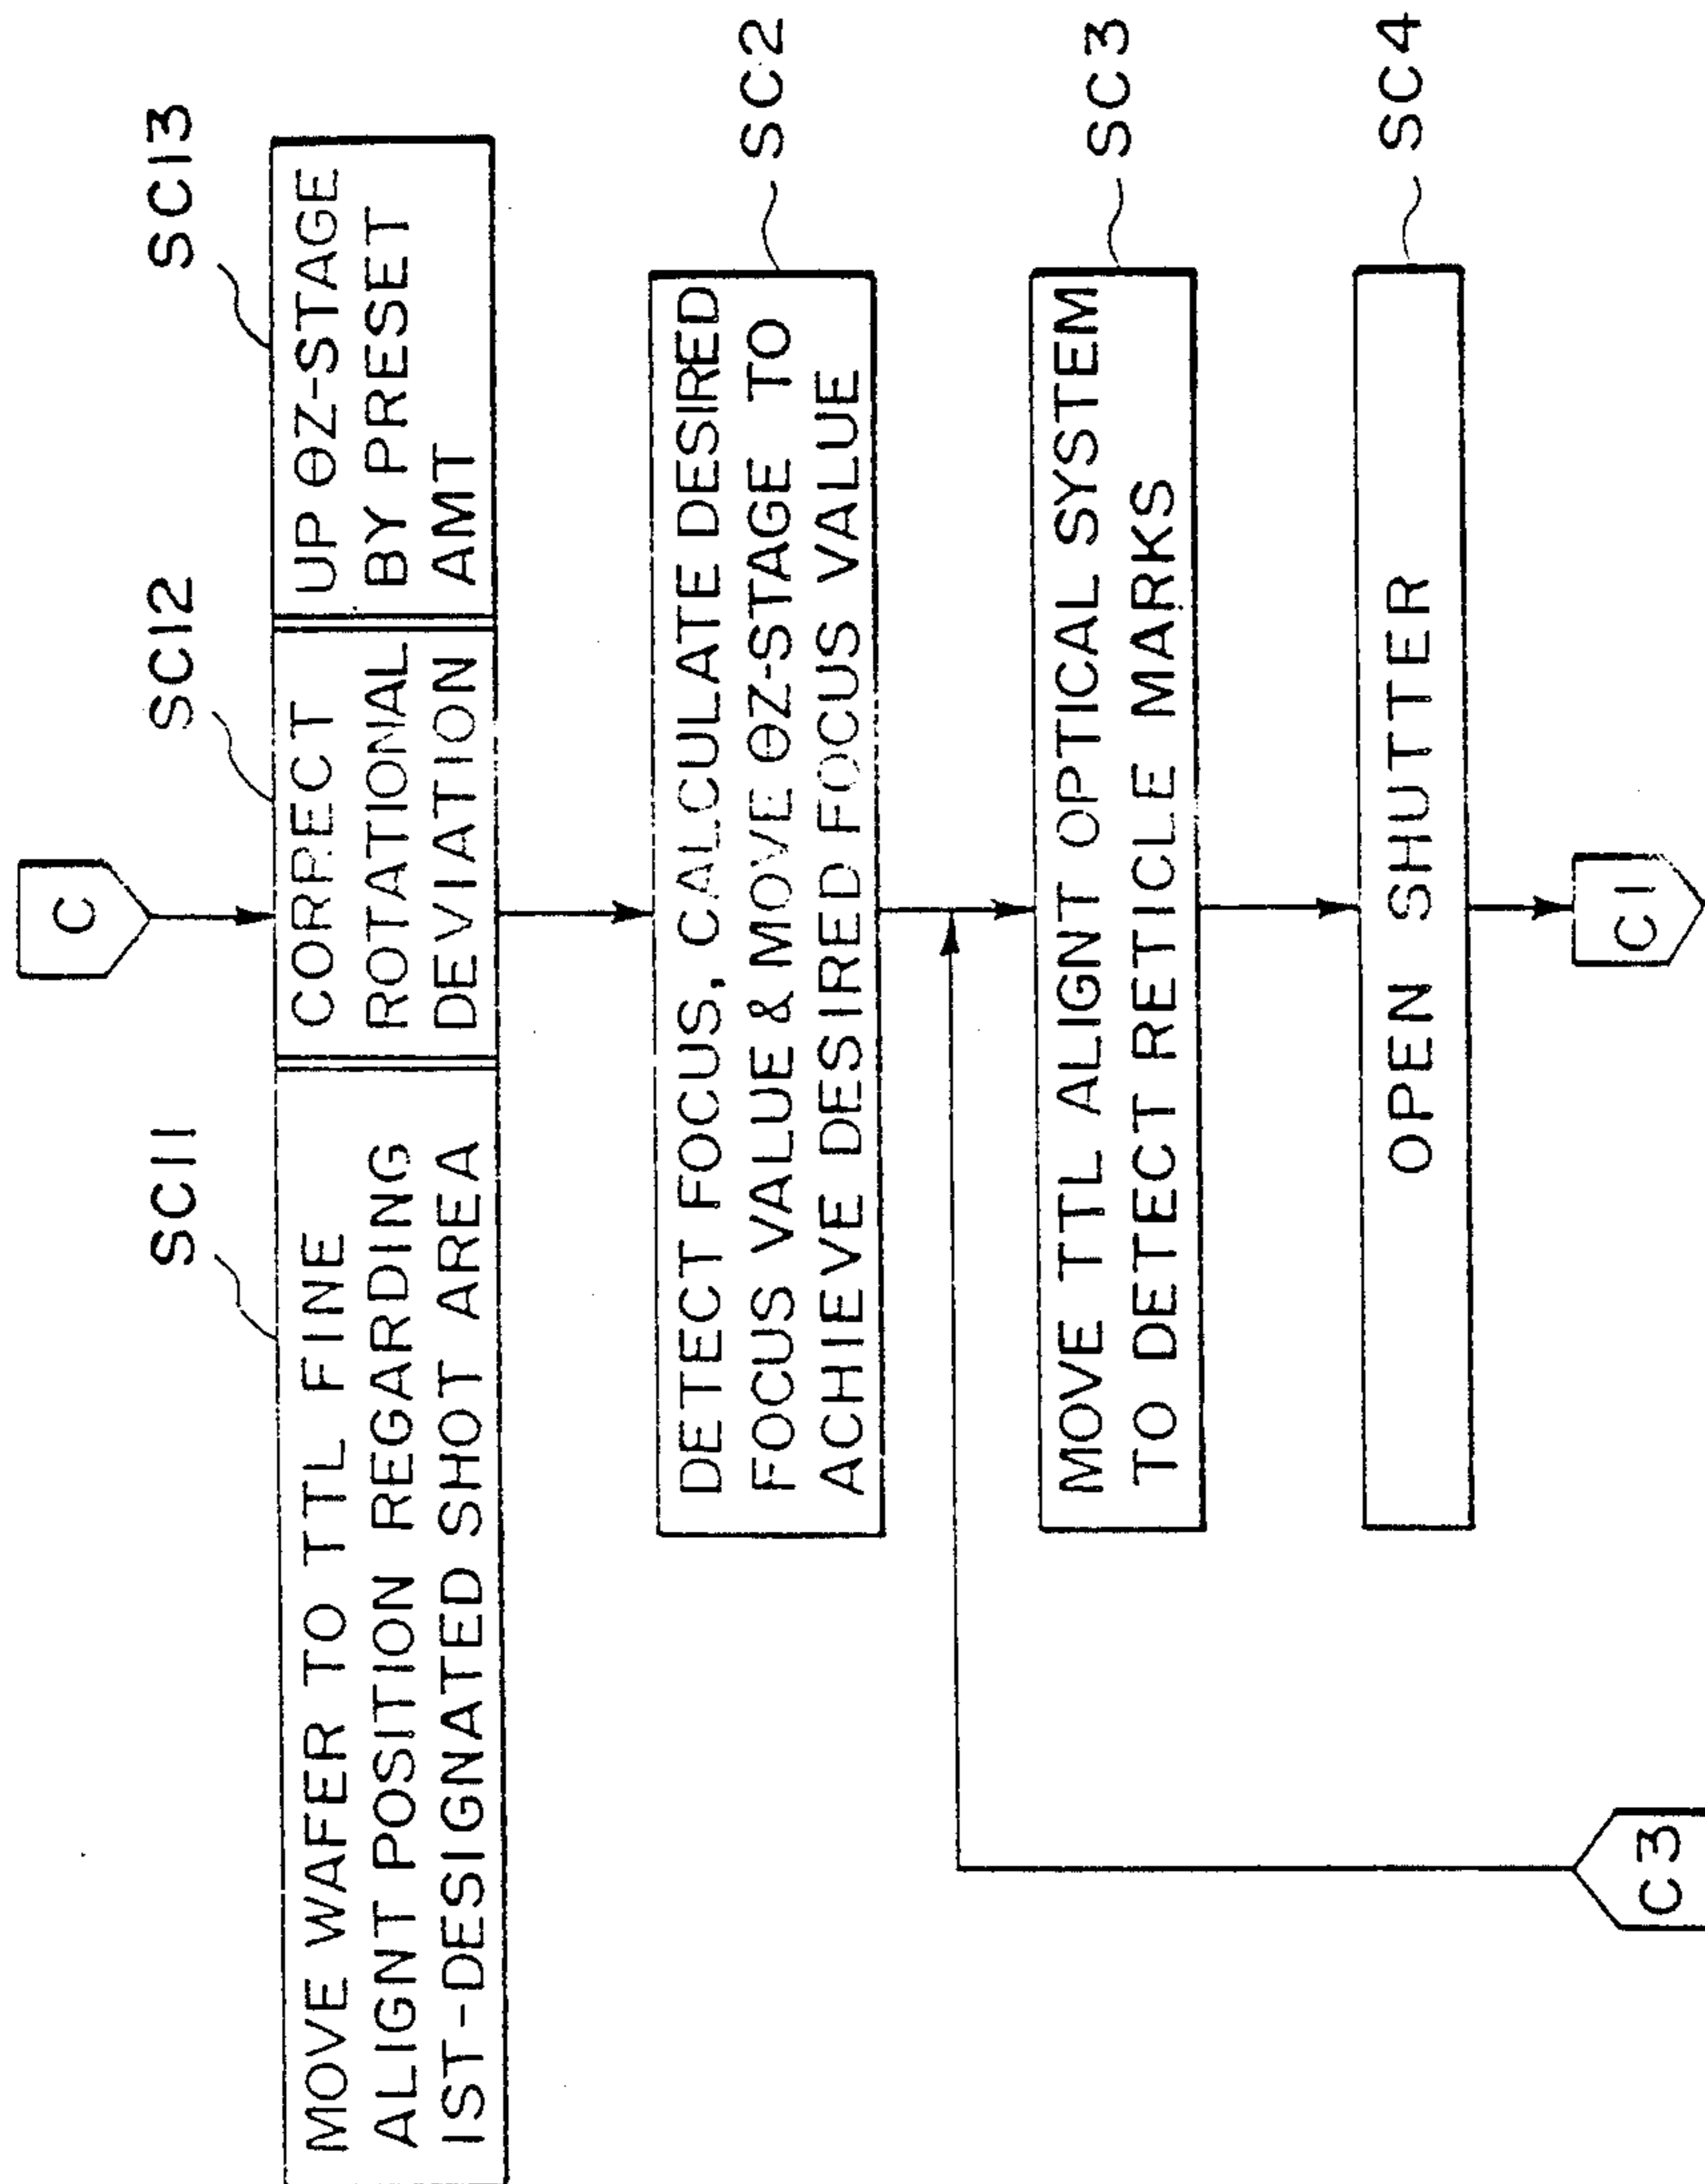 C
SC11
MOVE WAFER TO TTL FINE
ALIGNT POSITION REGARDING
1ST-DESIGNATED SHOT AREA
SC12
CORRECT
ROTATIONAL
DEVIATION
SC13
UP θZ-STAGE
BY PRESET
AMT
DETECT FOCUS, CALCULATE DESIRED
FOCUS VALUE & MOVE θZ-STAGE TO
ACHIEVE DESIRED FOCUS VALUE
SC2
MOVE TTL ALIGNT OPTICAL SYSTEM
TO DETECT RETICLE MARKS
SC3
OPEN SHUTTER
SC4
C3
C1